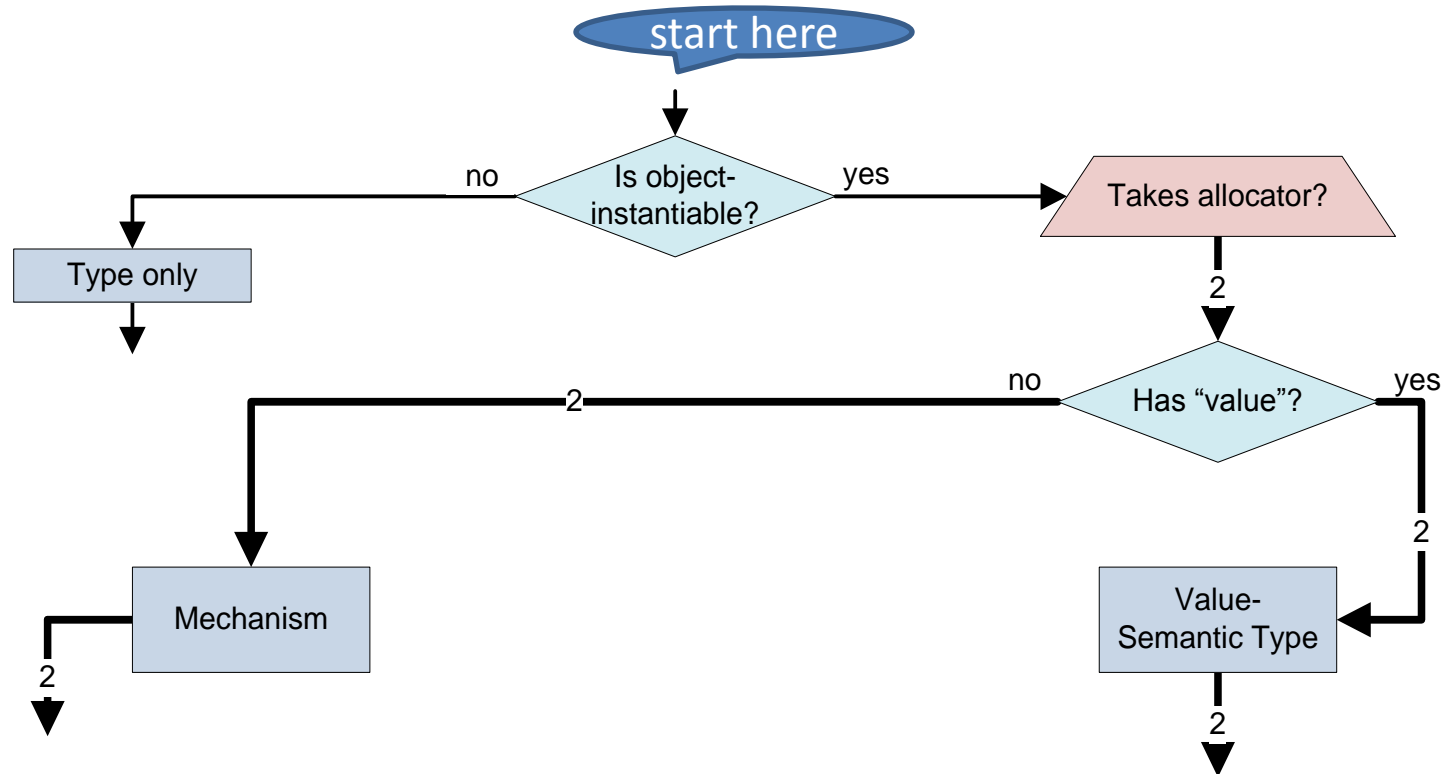 start here
no
Is object-
instantiable?
yes
Takes allocator?
Type only
2
no
Has “value”?
yes
2
2
Mechanism
Value-
Semantic Type
2
2